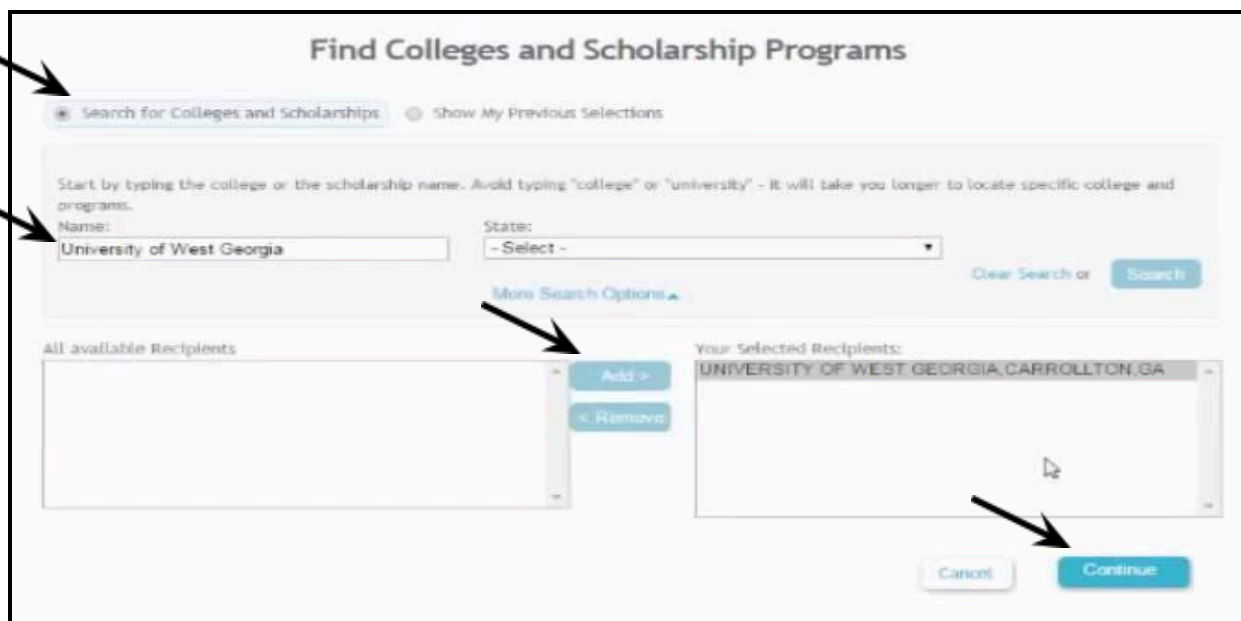 Find Colleges and Scholarship Programs
Search for Colleges and Scholarships Show My Previous Selections
Start by typing the college or the scholarship name. Avoid typing "college" or "university" - it will take you longer to locate specific college and
programs.
Name: State:
University of West Georgia - Select -
Clear Search or Search
More Search Options
All available Recipients Your Selected Recipients:
UNIVERSITY OF WEST GEORGIA,CARROLLTON,GA
Add >
< Remove
Cancel Continue